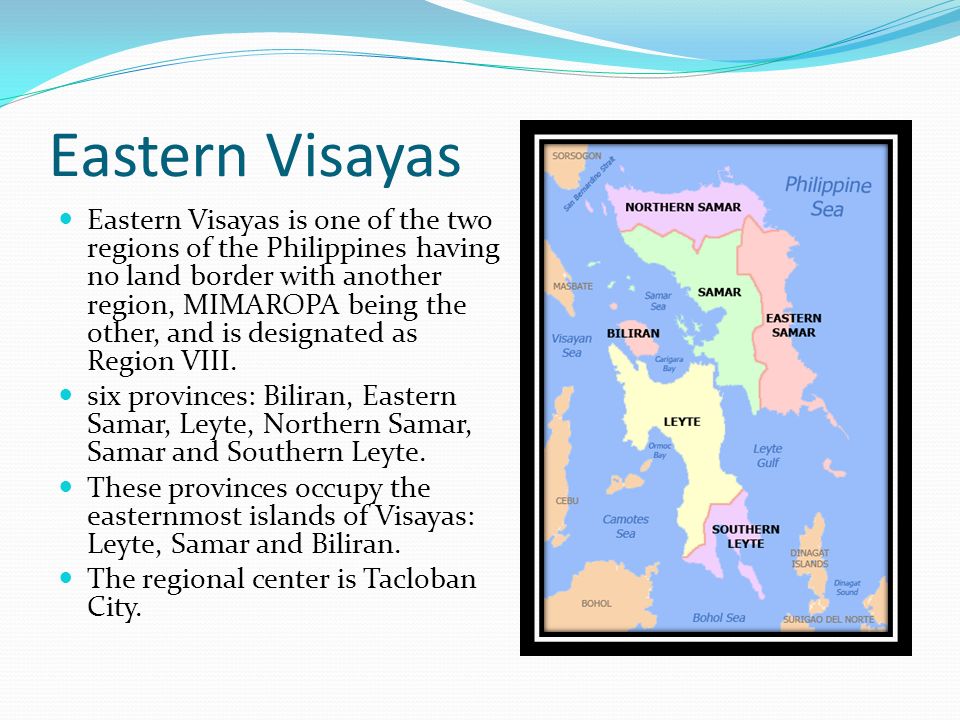 Eastern Visayas
Eastern Visayas is one of the two
regions of the Philippines having
no land border with another
region, MIMAROPA being the
other, and is designated as
Region VIII.
six provinces: Biliran, Eastern
Samar, Leyte, Northern Samar,
Samar and Southern Leyte.
These provinces occupy the
easternmost islands of Visayas:
Leyte, Samar and Biliran.
The regional center is Tacloban
City.
SORSOGON
San Bernardino Strait
Philippine
Sea
NORTHERN SAMAR
MASBATE
Samar
Sea
SAMAR
EASTERN
SAMAR
Visayan
Sea
BILIRAN
Carigara
Bay
LEYTE
Ormoc
Bay
Leyte
Gulf
CEBU
Camotes
Sea
SOUTHERN
LEYTE
DINAGAT
ISLANDS
Dinagat
Sound
BOHOL
Bohol Sea
SURIGAO DEL NORTE